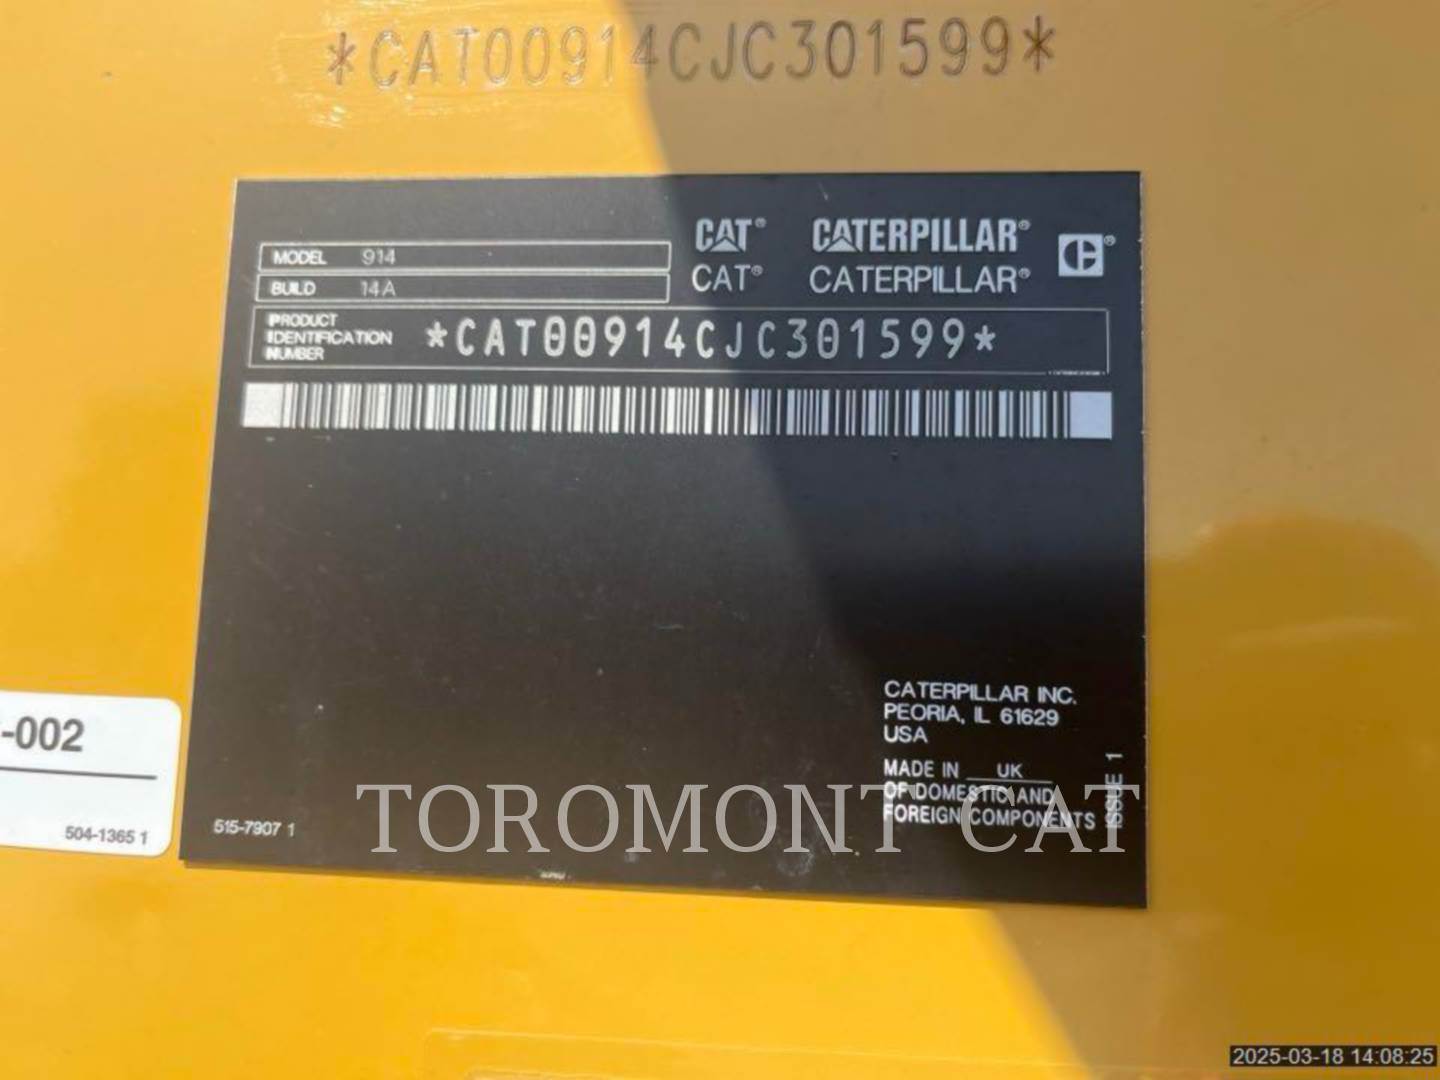 *CAT00914CJC301599*
CAT® CATERPILLAR®
CAT® CATERPILLAR®
MODEL 914
BUILD 14A
PRODUCT
IDENTIFICATION
NUMBER
*CAT00914CJC301599*
CATERPILLAR INC.
PEORIA, IL 61629
USA
MADE IN UK
OF DOMESTIC AND
FOREIGN COMPONENTS
ISSUE 1
515-7907 1
-002
504-1365 1
TOROMONT CAT
2025-03-18 14:08:25